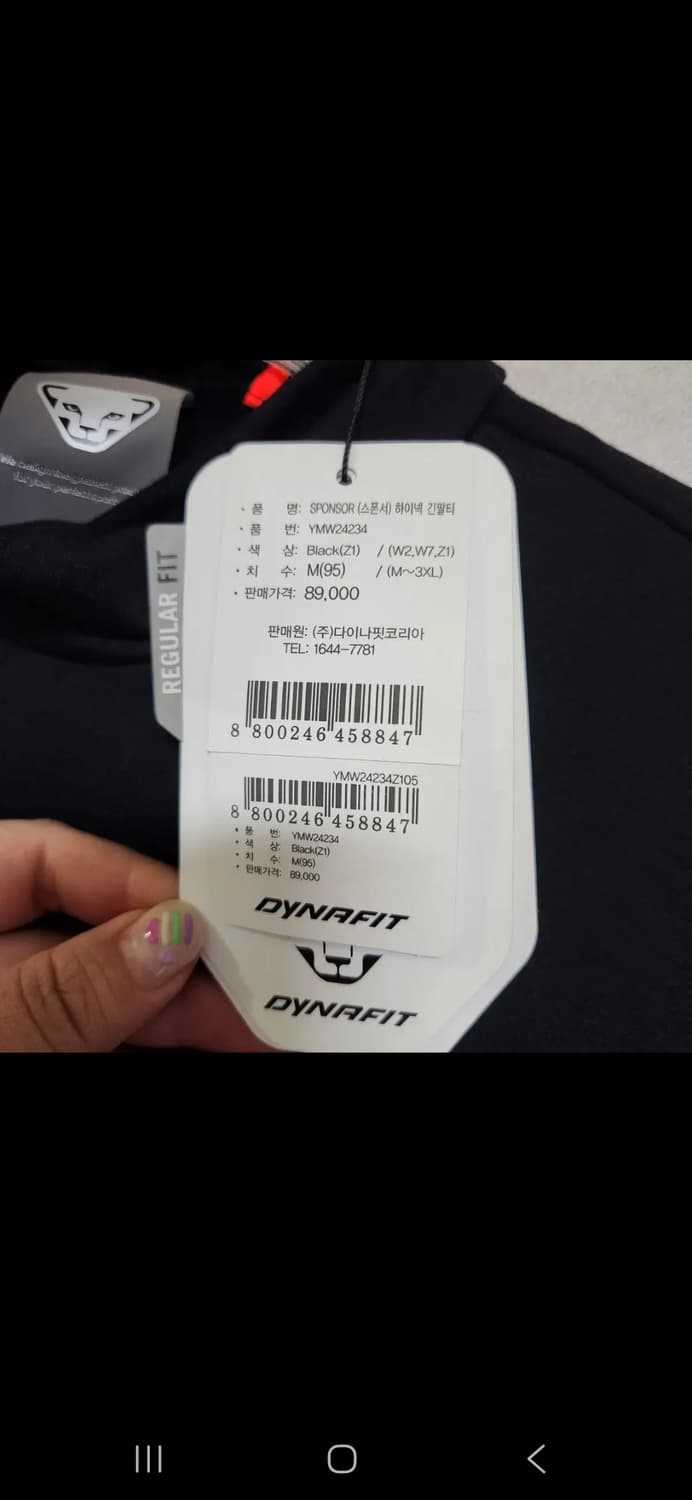 REGULAR FIT
· 품 명: SPONSOR (스폰서) 하이넥 긴팔티
· 품 번: YMW24234
· 색 상: Black(Z1) / (W2,W7,Z1)
· 치 수: M(95) / (M~3XL)
· 판매가격: 89,000
판매원: (주)다이나핏코리아
TEL: 1644-7781
8 800246 458847
YMW24234Z105
8 800246 458847
· 품 번: YMW24234
· 색 상: Black(Z1)
· 치 수: M(95)
· 판매가격: 89,000
DYNAFIT
DYNAFIT